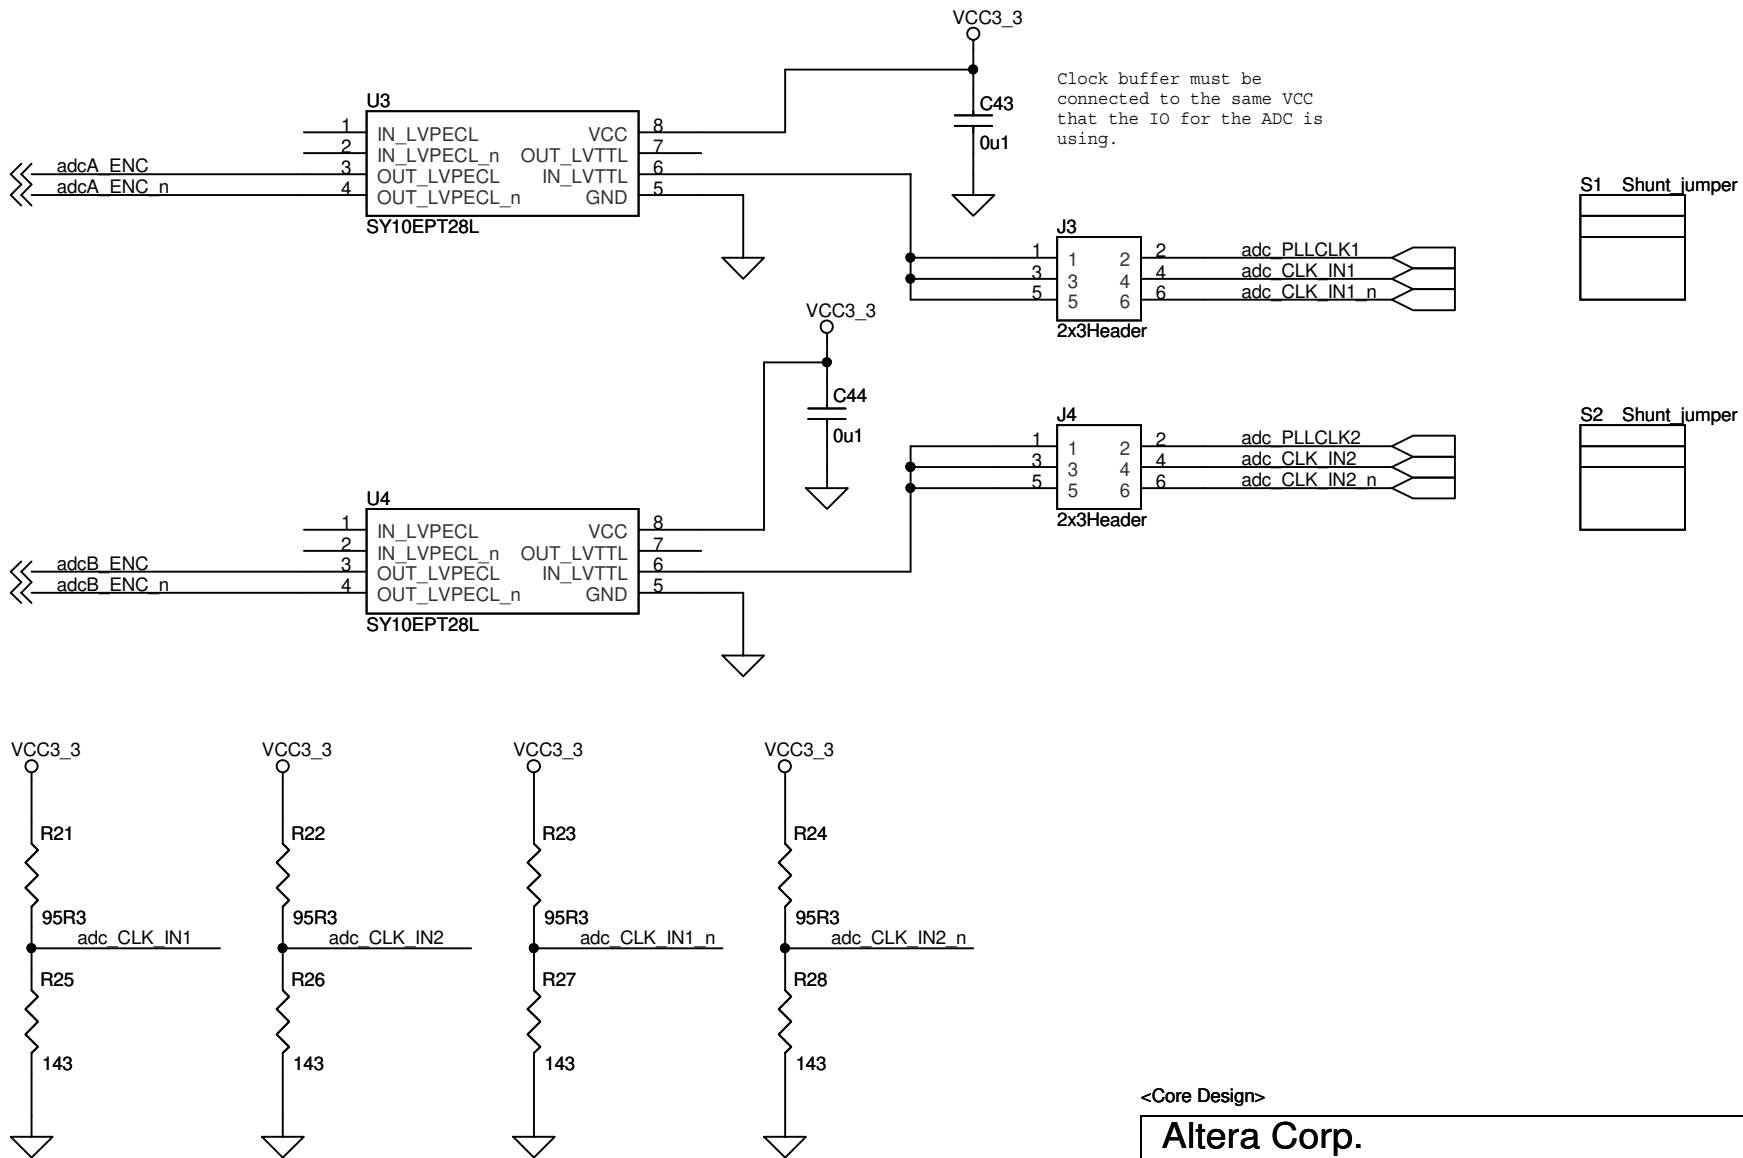 VCC3_3
Clock buffer must be
connected to the same VCC
that the IO for the ADC is
using.
C43
0u1
U3
1 IN_LVPECL VCC 8
2 IN_LVPECL_n OUT_LVTTL 7
adcA_ENC 3 OUT_LVPECL IN_LVTTL 6
adcA_ENC_n 4 OUT_LVPECL_n GND 5
SY10EPT28L
S1 Shunt_jumper
J3
1 1 2 2 adc_PLLCLK1
3 3 4 4 adc_CLK_IN1
5 5 6 6 adc_CLK_IN1_n
2x3Header
VCC3_3
C44
0u1
S2 Shunt_jumper
J4
1 1 2 2 adc_PLLCLK2
3 3 4 4 adc_CLK_IN2
5 5 6 6 adc_CLK_IN2_n
2x3Header
U4
1 IN_LVPECL VCC 8
2 IN_LVPECL_n OUT_LVTTL 7
adcB_ENC 3 OUT_LVPECL IN_LVTTL 6
adcB_ENC_n 4 OUT_LVPECL_n GND 5
SY10EPT28L
VCC3_3 VCC3_3 VCC3_3 VCC3_3
R21 R22 R23 R24
95R3 95R3 95R3 95R3
adc_CLK_IN1 adc_CLK_IN2 adc_CLK_IN1_n adc_CLK_IN2_n
R25 R26 R27 R28
143 143 143 143
<Core Design>
Altera Corp.